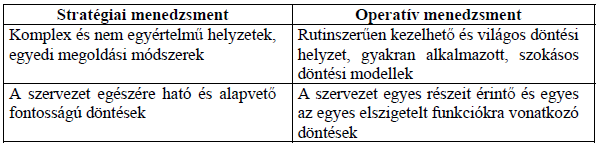 Stratégiai menedzsment
Operatív menedzsment
Komplex és nem egyértelmű helyzetek,
egyedi megoldási módszerek
Rutinszerűen kezelhető és világos döntési
helyzet, gyakran alkalmazott, szokásos
döntési modellek
A szervezet egészére ható és alapvető
fontosságú döntések
A szervezet egyes részeit érintő és egyes
az egyes elszigetelt funkciókra vonatkozó
döntések